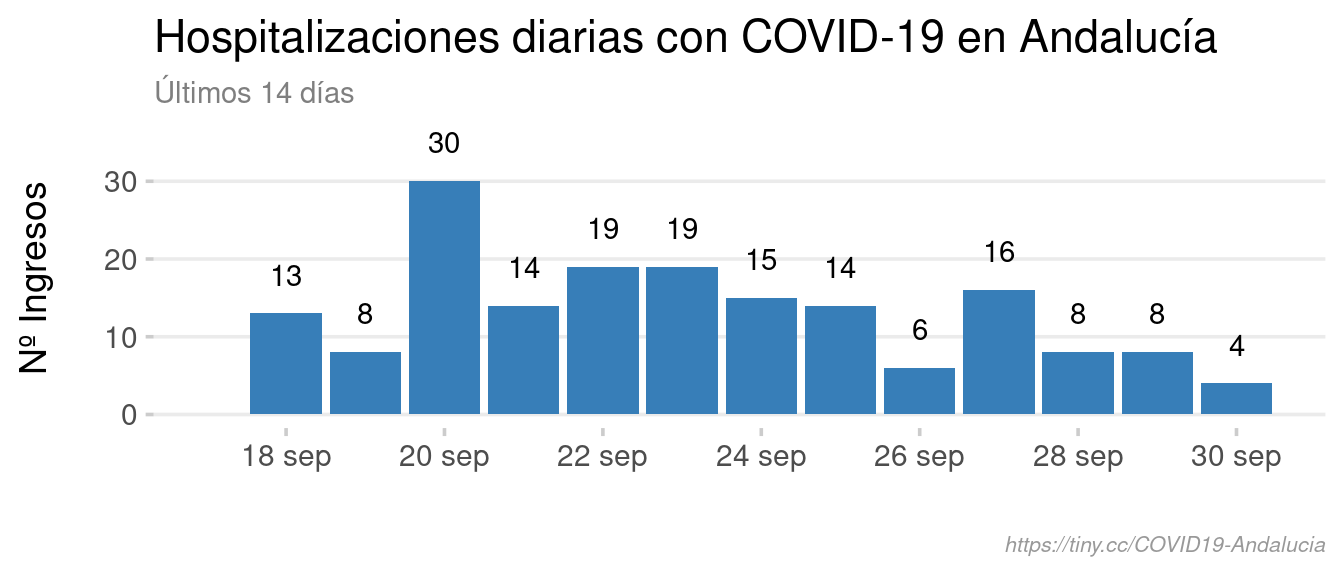 Hospitalizaciones diarias con COVID-19 en Andalucía
Últimos 14 días
Nº Ingresos
30
20
10
0
13
8
30
14
19
19
15
14
6
16
8
8
4
18 sep
20 sep
22 sep
24 sep
26 sep
28 sep
30 sep
https://tiny.cc/COVID19-Andalucia